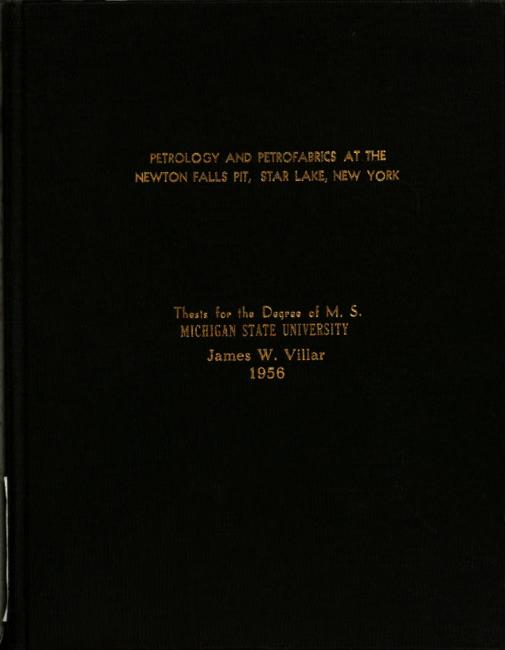 PETROLOGY AND PETROFABRICS AT THE
NEWTON FALLS PIT, STAR LAKE, NEW YORK
Thesis for the Degree of M. S.
MICHIGAN STATE UNIVERSITY
James W. Villar
1956